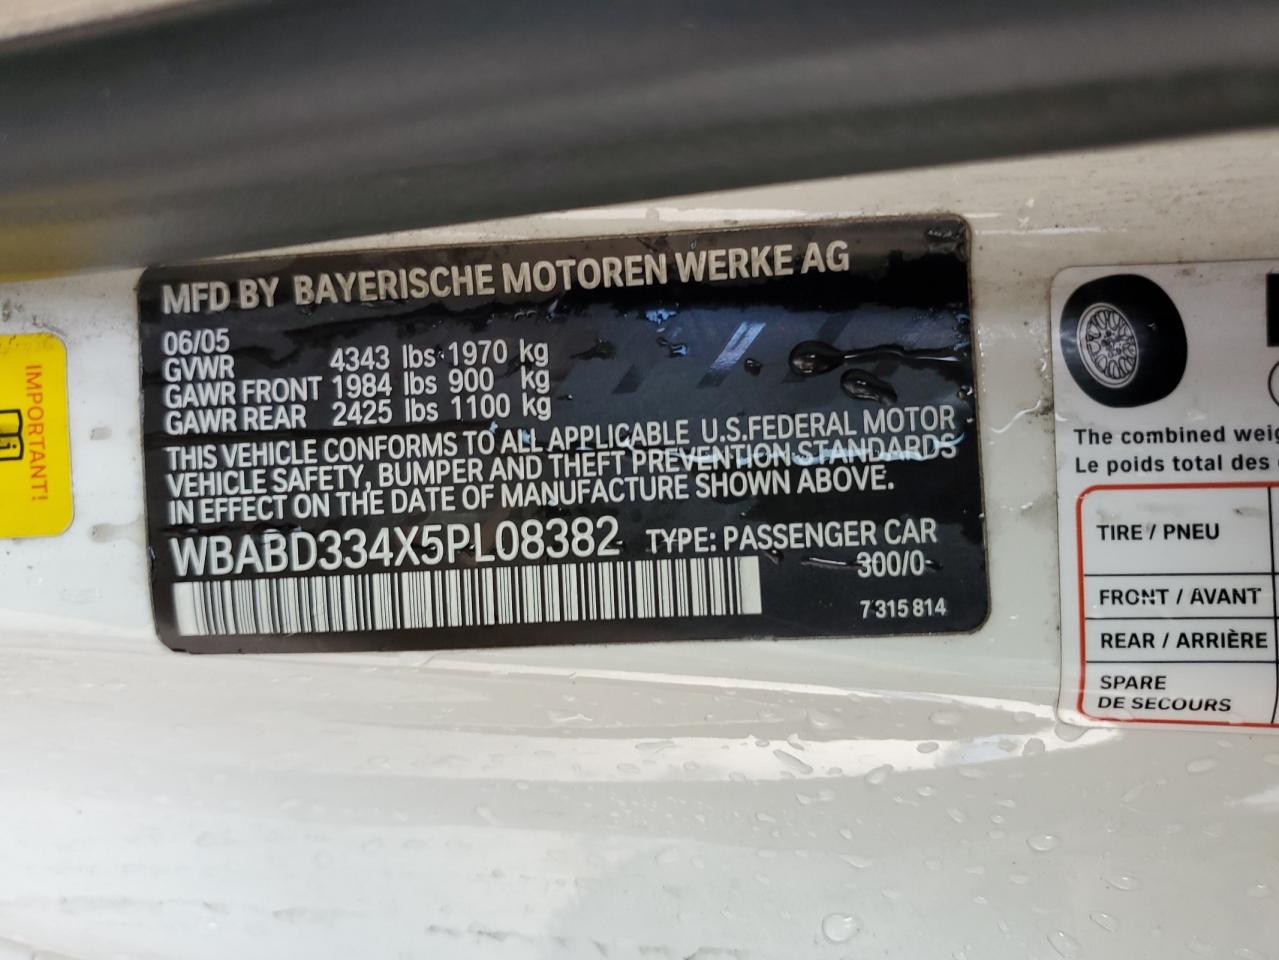 MFD BY BAYERISCHE MOTOREN WERKE AG
06/05
GVWR 4343 lbs 1970 kg
GAWR FRONT 1984 lbs 900 kg
GAWR REAR 2425 lbs 1100 kg
THIS VEHICLE CONFORMS TO ALL APPLICABLE U.S.FEDERAL MOTOR
VEHICLE SAFETY, BUMPER AND THEFT PREVENTION STANDARDS
IN EFFECT ON THE DATE OF MANUFACTURE SHOWN ABOVE.
WBABD334X5PL08382 TYPE: PASSENGER CAR
300/0
7 315 814
IMPORTANT!
The combined
Le poids total des
TIRE / PNEU
FRONT / AVANT
REAR / ARRIÈRE
SPARE
DE SECOURS